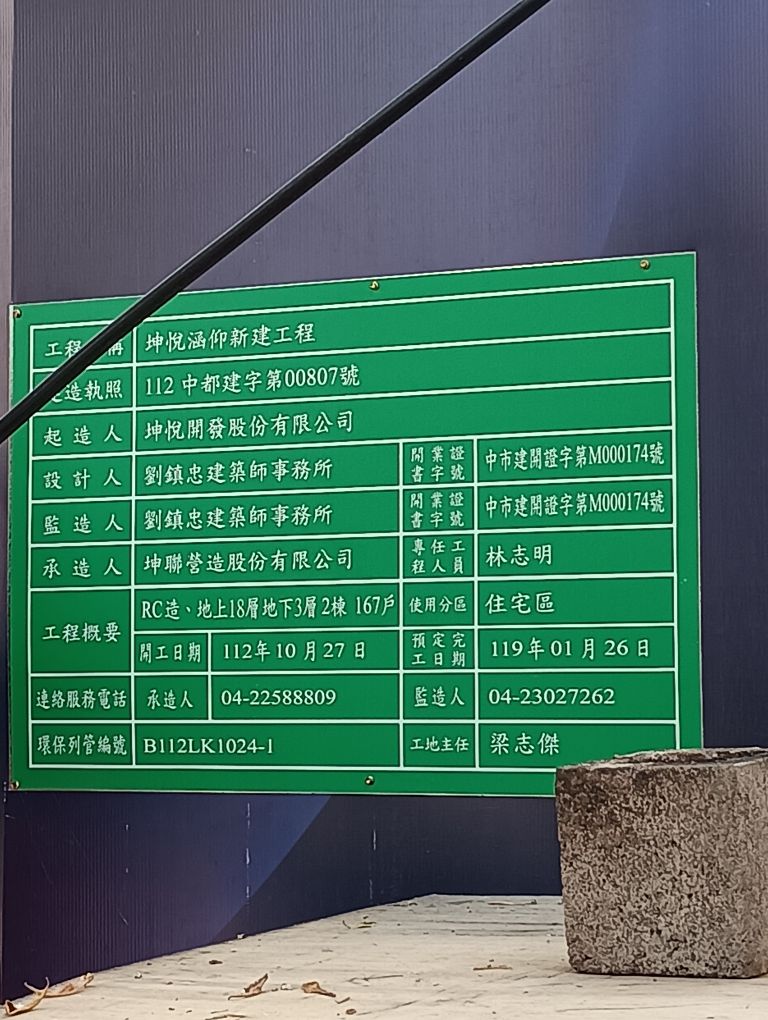 工程 稱 坤悅涵仰新建工程
造執照 112 中都建字第00807號
起造人 坤悅開發股份有限公司
設計人 劉鎮忠建築師事務所 開業證書字號 中市建開證字第M000174號
監造人 劉鎮忠建築師事務所 開業證書字號 中市建開證字第M000174號
承造人 坤聯營造股份有限公司 專任工程人員 林志明
工程概要 RC造、地上18層地下3層2棟 167戶 使用分區 住宅區
開工日期 112年10月27日 預定完工日期 119年01月26日
連絡服務電話 承造人 04-22588809 監造人 04-23027262
環保列管編號 B112LK1024-1 工地主任 梁志傑